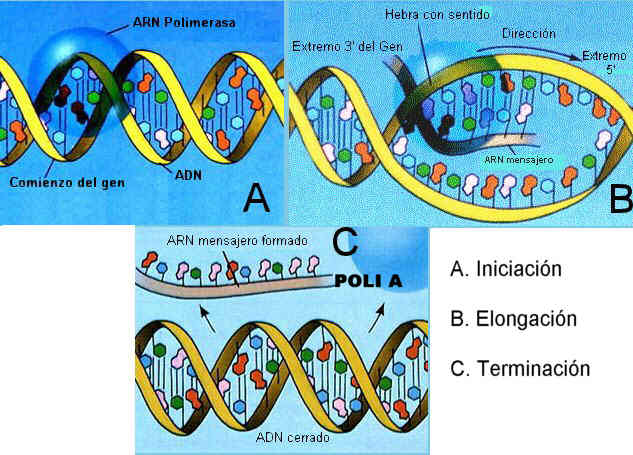 ARN Polimerasa
Comienzo del gen
ADN
A
Hebra con sentido
Extremo 3' del Gen
Dirección
Extremo
5'
ARN mensajero
B
ARN mensajero formado
C
POLI A
ADN cerrado
A. Iniciación
B. Elongación
C. Terminación